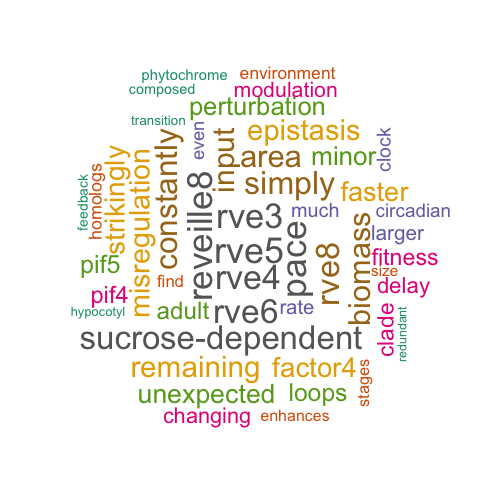 phytochrome environment
composed modulation
perturbation
transition
even input epistasis clock
area minor
feedback homologs strikingly misregulation constantly
simply faster
reveille8 rve3 much circadian
pace rve8 biomass larger
rve5 fitness
pif5 find rve4 size
pif4 delay
hypocotyl adult rve6 rate clade redundant
sucrose-dependent
remaining factor4 stages
unexpected loops
changing enhances